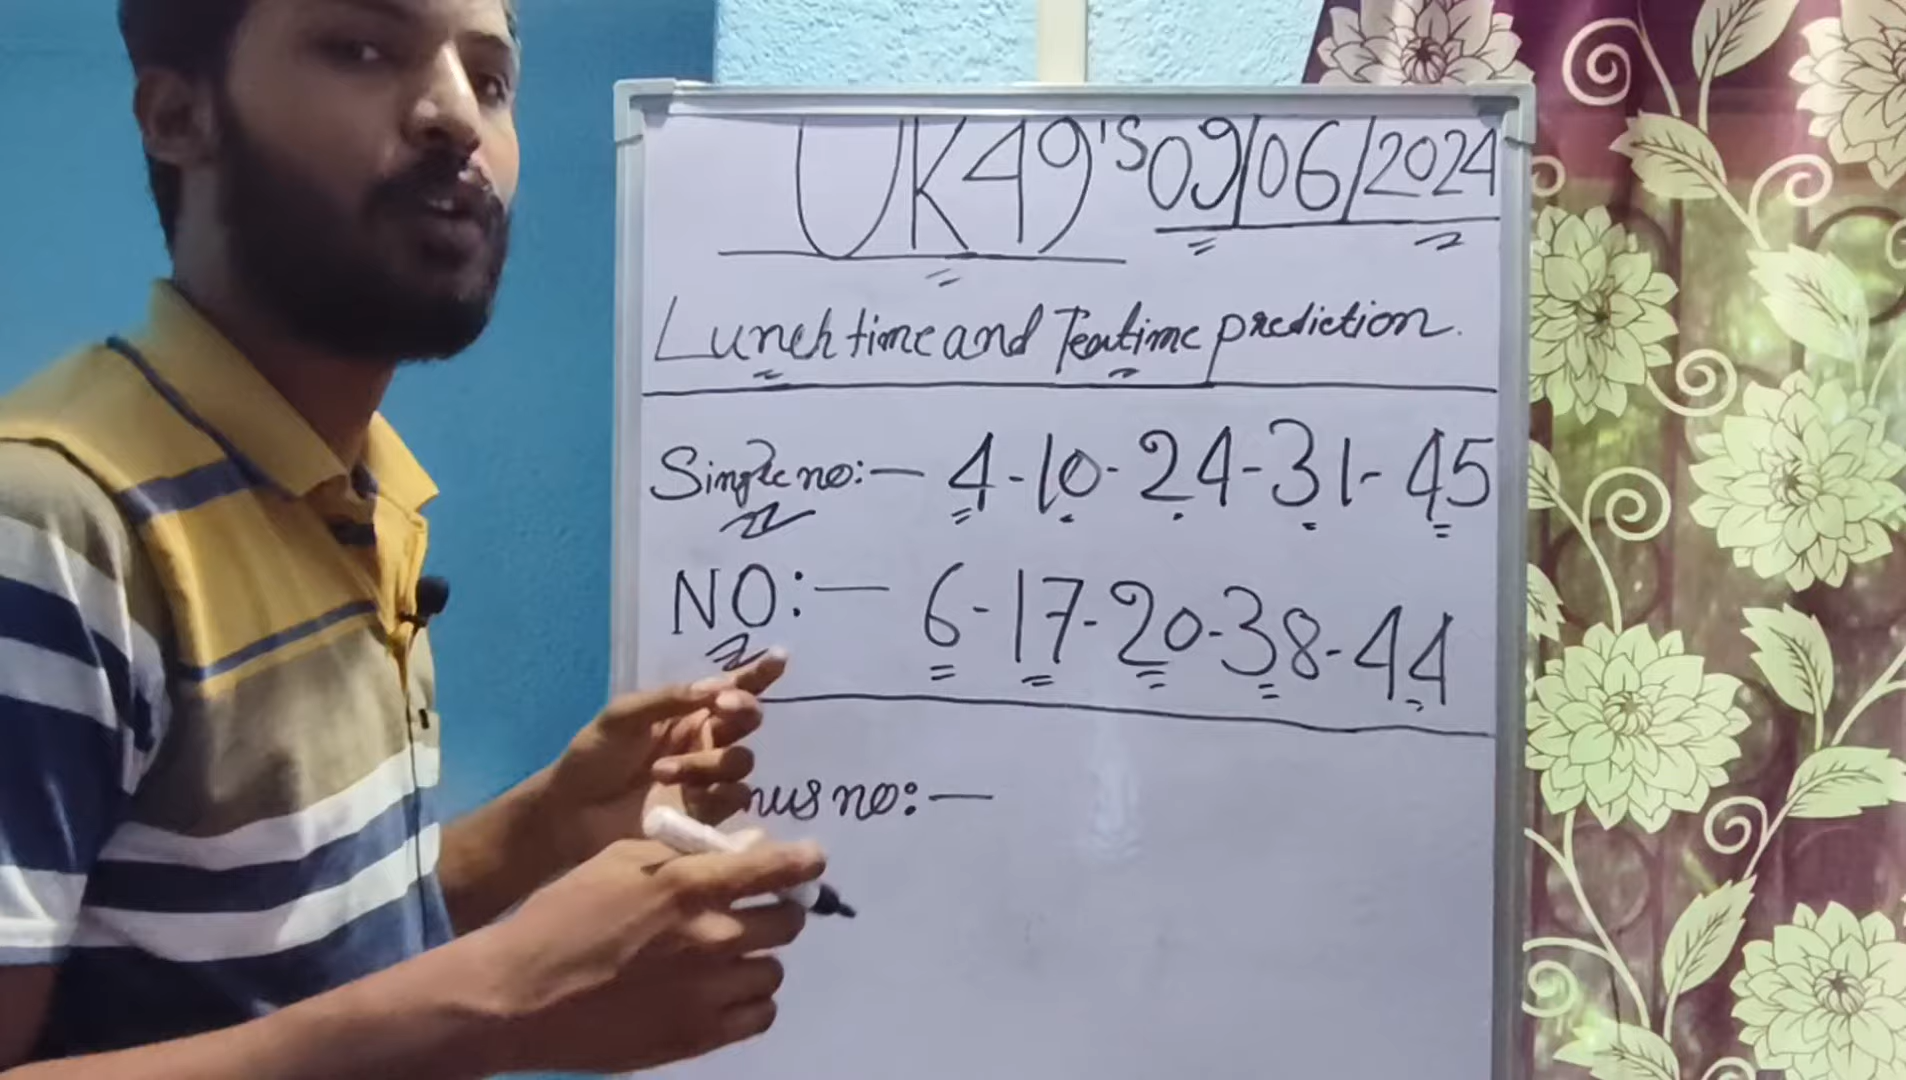 UK49's 09/06/2024
Lunch time and Teatime prediction.
Single no:- 4-10-24-31-45
NO:- 6-17-20-38-44
nus no:-